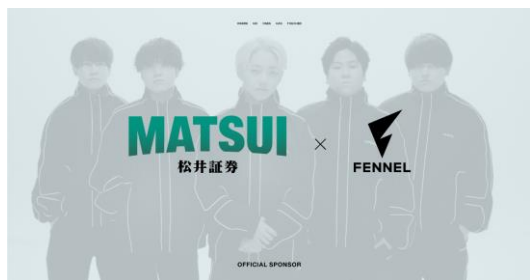 MATSUI
松井証券
×
FENNEL
OFFICIAL SPONSOR